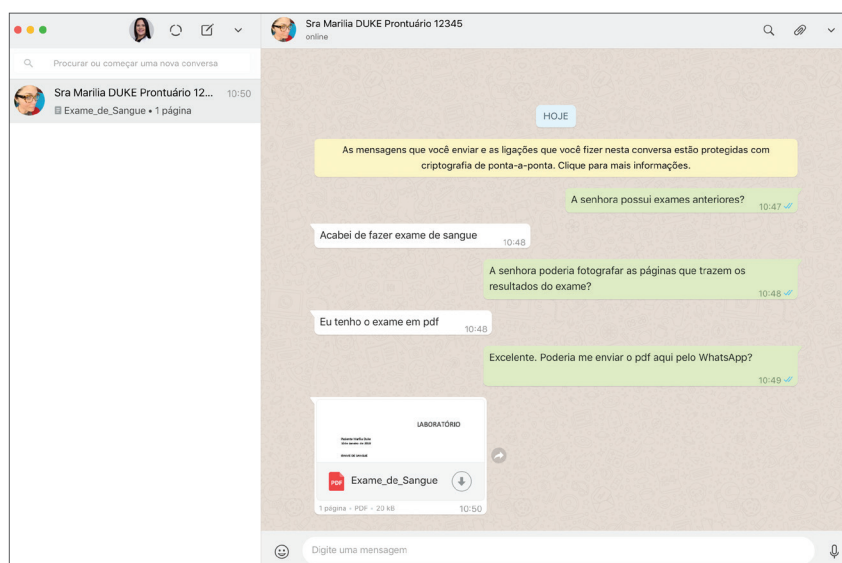 Sra Marilia DUKE Prontuário 12345
online
Procurar ou começar uma nova conversa
Sra Marilia DUKE Prontuário 12... 10:50
Exame_de_Sangue • 1 página
HOJE
As mensagens que você enviar e as ligações que você fizer nesta conversa estão protegidas com
criptografia de ponta-a-ponta. Clique para mais informações.
A senhora possui exames anteriores?
10:47
Acabei de fazer exame de sangue
10:48
A senhora poderia fotografar as páginas que trazem os
resultados do exame?
10:48
Eu tenho o exame em pdf
10:48
Excelente. Poderia me enviar o pdf aqui pelo WhatsApp?
10:49
LABORATÓRIO
PDF Exame_de_Sangue
1 página • PDF • 20 kB 10:50
Digite uma mensagem